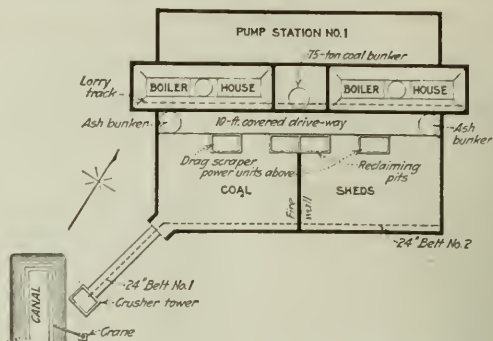 PUMP STATION NO.1
75-ton coal bunker
Lorry track
BOILER HOUSE
BOILER HOUSE
Ash bunker
10-ft. covered drive-way
Ash bunker
Drag scraper power units above
Reclaiming pits
COAL
SHEDS
Fire wall
24" Belt No.2
24" Belt No.1
Crusher tower
CANAL
Crane